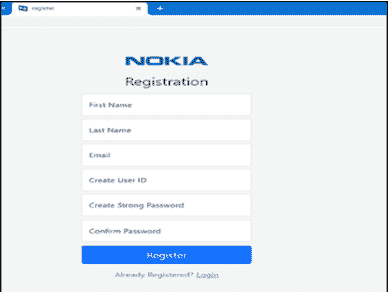 register
NOKIA
Registration
First Name
Last Name
Email
Create User ID
Create Strong Password
Confirm Password
Register
Already Registered? Login